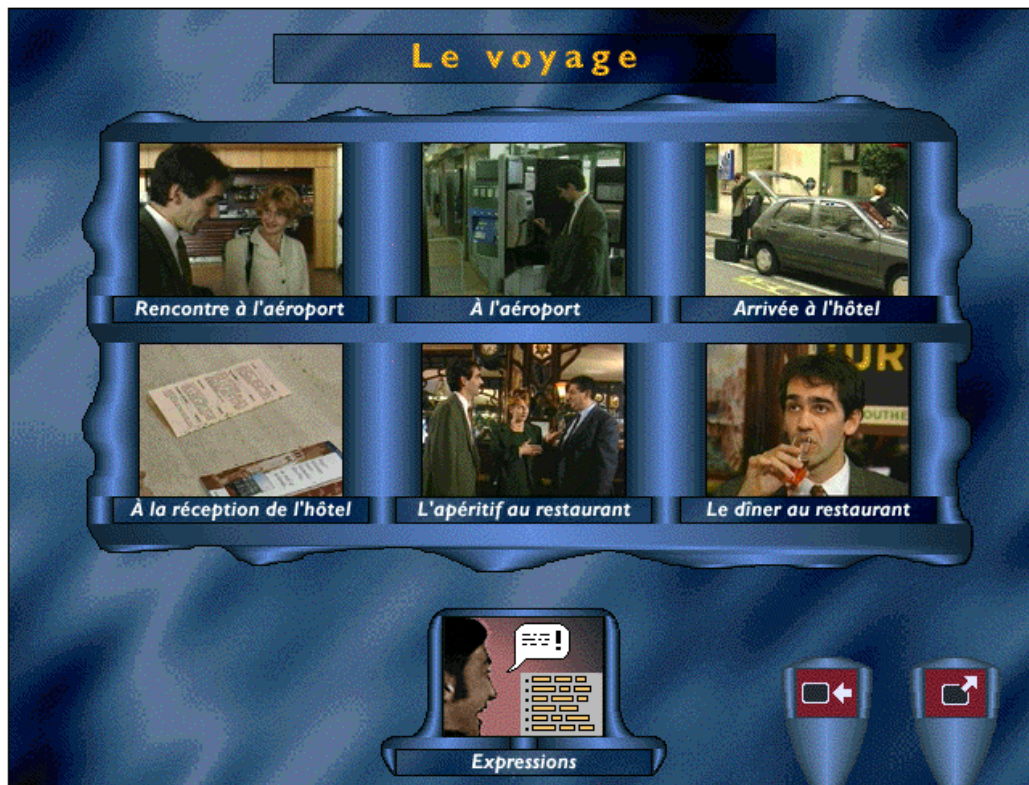 Le voyage
Rencontre à l'aéroport
À l'aéroport
Arrivée à l'hôtel
À la réception de l'hôtel
L'apéritif au restaurant
Le dîner au restaurant
Expressions